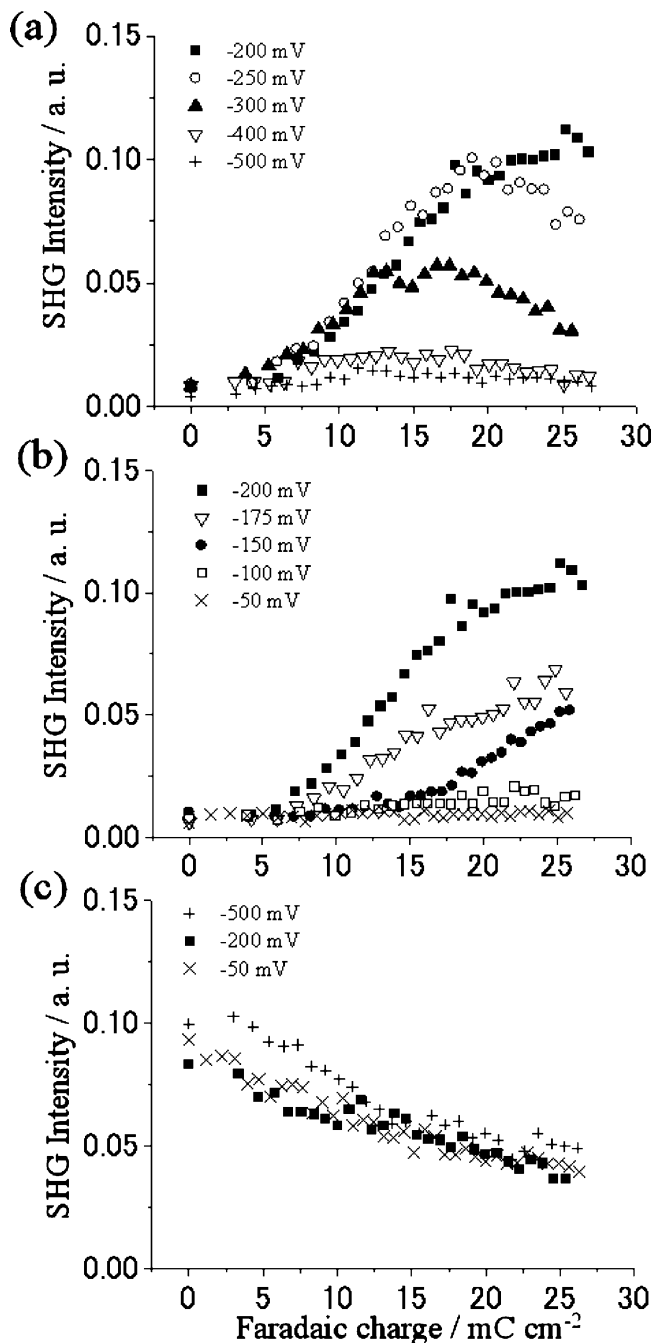 (a)
-200 mV
-250 mV
-300 mV
-400 mV
-500 mV
SHG Intensity / a. u.
0.15
0.10
0.05
0.00
0 5 10 15 20 25 30
(b)
-200 mV
-175 mV
-150 mV
-100 mV
-50 mV
SHG Intensity / a. u.
0.15
0.10
0.05
0.00
0 5 10 15 20 25 30
(c)
-500 mV
-200 mV
-50 mV
SHG Intensity / a. u.
0.15
0.10
0.05
0.00
0 5 10 15 20 25 30
Faradaic charge / mC cm⁻²